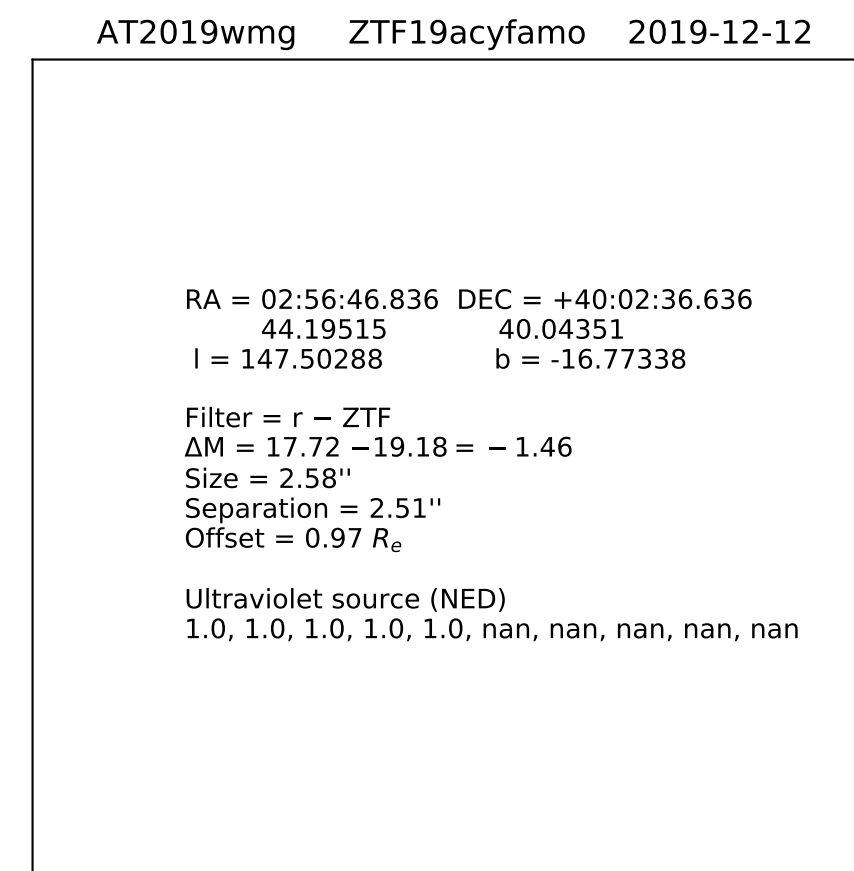 AT2019wmg ZTF19acyfamo 2019-12-12
RA = 02:56:46.836 DEC = +40:02:36.636
44.19515 40.04351
l = 147.50288 b = -16.77338
Filter = r − ZTF
ΔM = 17.72 −19.18 = − 1.46
Size = 2.58''
Separation = 2.51''
Offset = 0.97 Re
Ultraviolet source (NED)
1.0, 1.0, 1.0, 1.0, 1.0, nan, nan, nan, nan, nan